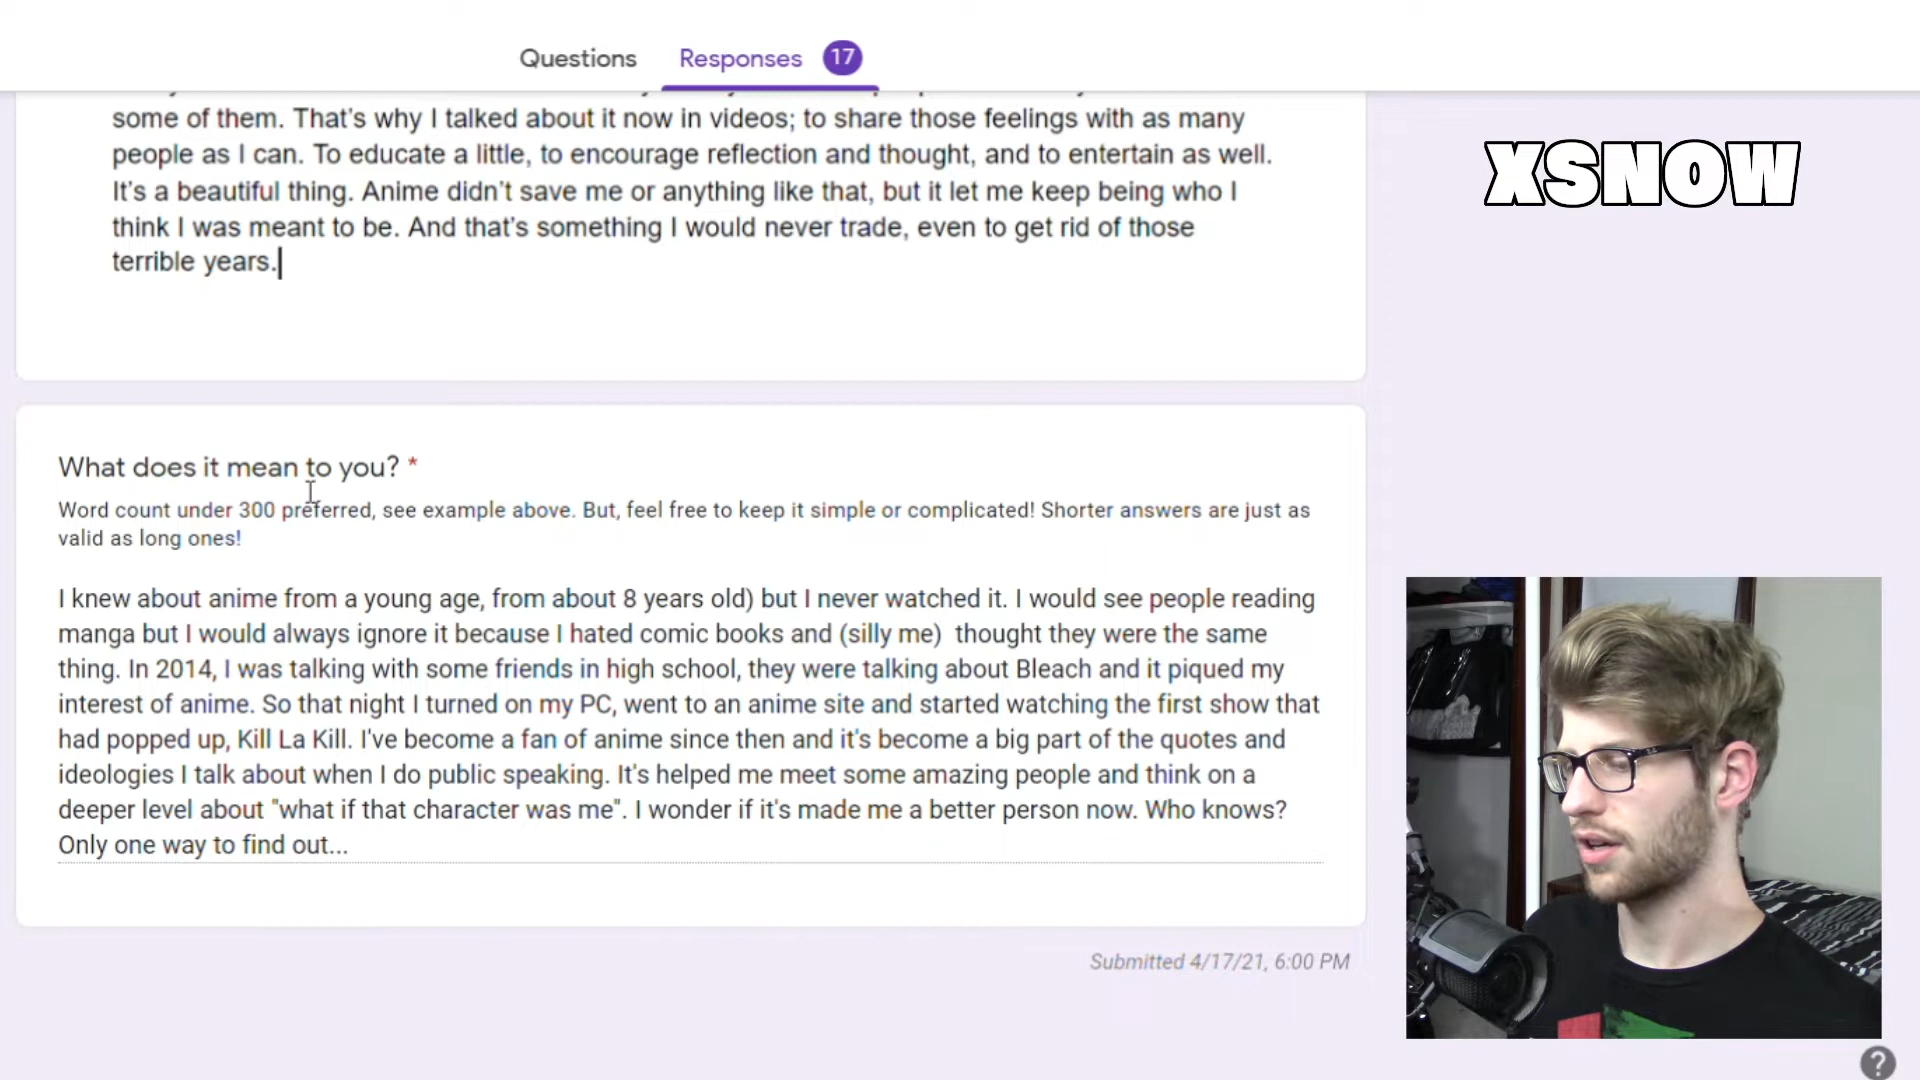 Questions Responses 17
some of them. That's why I talked about it now in videos; to share those feelings with as many
people as I can. To educate a little, to encourage reflection and thought, and to entertain as well.
It's a beautiful thing. Anime didn't save me or anything like that, but it let me keep being who I
think I was meant to be. And that's something I would never trade, even to get rid of those
terrible years.
XSNOW
What does it mean to you? *
Word count under 300 preferred, see example above. But, feel free to keep it simple or complicated! Shorter answers are just as
valid as long ones!
I knew about anime from a young age, from about 8 years old) but I never watched it. I would see people reading
manga but I would always ignore it because I hated comic books and (silly me) thought they were the same
thing. In 2014, I was talking with some friends in high school, they were talking about Bleach and it piqued my
interest of anime. So that night I turned on my PC, went to an anime site and started watching the first show that
had popped up, Kill La Kill. I've become a fan of anime since then and it's become a big part of the quotes and
ideologies I talk about when I do public speaking. It's helped me meet some amazing people and think on a
deeper level about "what if that character was me". I wonder if it's made me a better person now. Who knows?
Only one way to find out...
Submitted 4/17/21, 6:00 PM
?